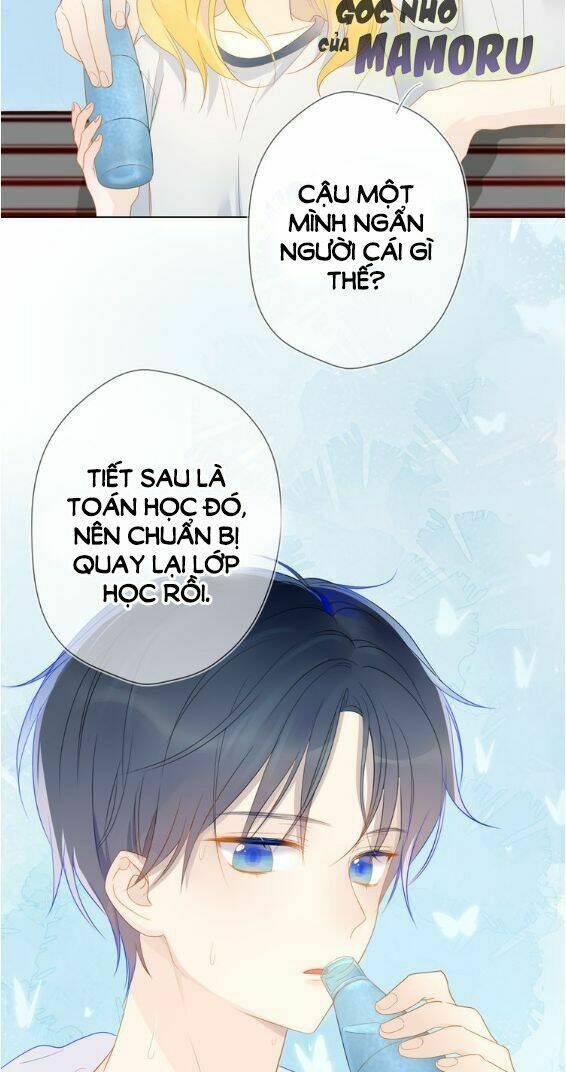 GÓC NHỎ
CỦA MAMORU
CẬU MỘT
MÌNH NGẨN
NGƯỜI CÁI GÌ
THẾ?
TIẾT SAU LÀ
TOÁN HỌC ĐÓ,
NÊN CHUẨN BỊ
QUAY LẠI LỚP
HỌC RỒI.